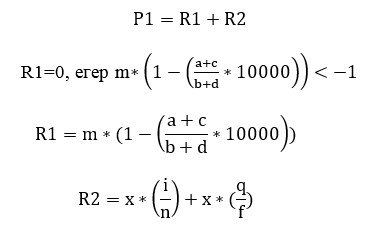 P1 = R1 + R2
R1=0, егер m∗(1 − (a+c/b+d ∗ 10000)) < −1
R1 = m ∗ (1 − (a + c/b + d ∗ 10000))
R2 = x ∗ (i/n) + x ∗ (q/f)